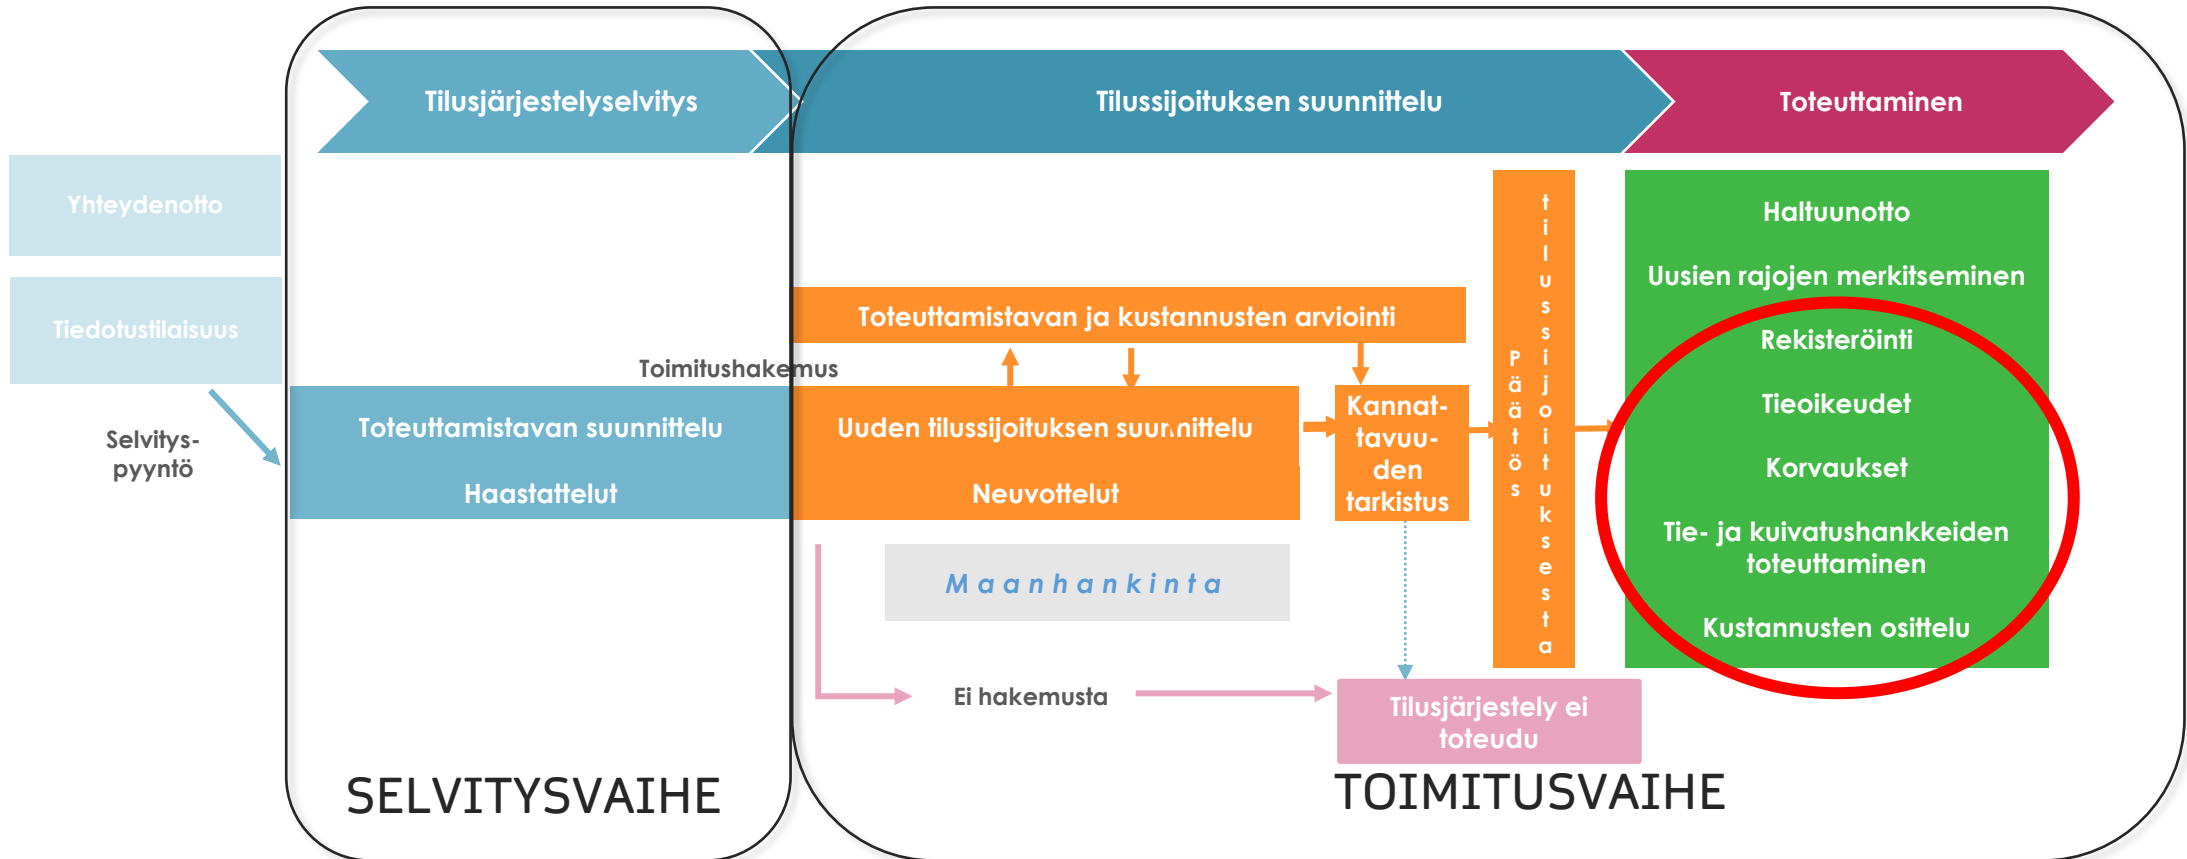 Tilusjärjestelyselvitys
Tilussijoituksen suunnittelu
Toteuttaminen
Yhteydenotto
Tiedotustilaisuus
Selvitys-
pyyntö
Toimitushakemus
Toteuttamistavan suunnittelu
Haastattelut
Toteuttamistavan ja kustannusten arviointi
Uuden tilussijoituksen suunnittelu
Neuvottelut
Maanhankinta
Ei hakemusta
Kannat-
tavuu-
den
tarkistus
Päätös
tilussijoituksesta
Tilusjärjestely ei
toteudu
Haltuunotto
Uusien rajojen merkitseminen
Rekisteröinti
Tieoikeudet
Korvaukset
Tie- ja kuivatushankkeiden
toteuttaminen
Kustannusten osittelu
SELVITYSVAIHE
TOIMITUSVAIHE